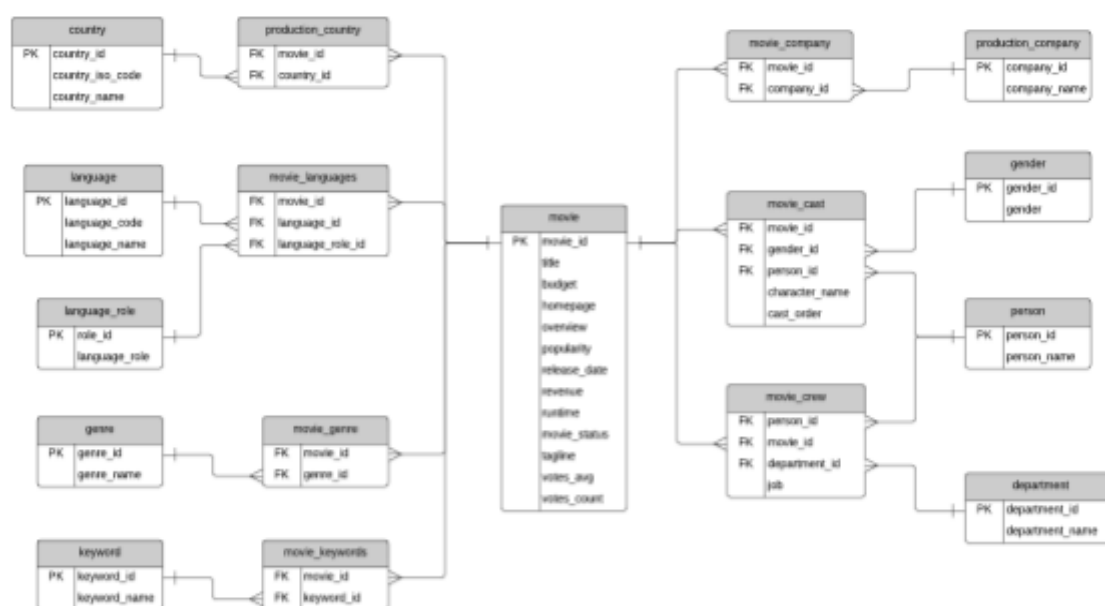 country
PK country_id
country_iso_code
country_name
production_country
FK movie_id
FK country_id
language
PK language_id
language_code
language_name
movie_languages
FK movie_id
FK language_id
FK language_role_id
language_role
PK role_id
language_role
genre
PK genre_id
genre_name
movie_genre
FK movie_id
FK genre_id
keyword
PK keyword_id
keyword_name
movie_keywords
FK movie_id
FK keyword_id
movie
PK movie_id
title
budget
homepage
overview
popularity
release_date
revenue
runtime
movie_status
tagline
votes_avg
votes_count
movie_company
FK movie_id
FK company_id
production_company
PK company_id
company_name
gender
PK gender_id
gender
movie_cast
FK movie_id
FK gender_id
FK person_id
character_name
cast_order
person
PK person_id
person_name
movie_crew
FK person_id
FK movie_id
FK department_id
job
department
PK department_id
department_name